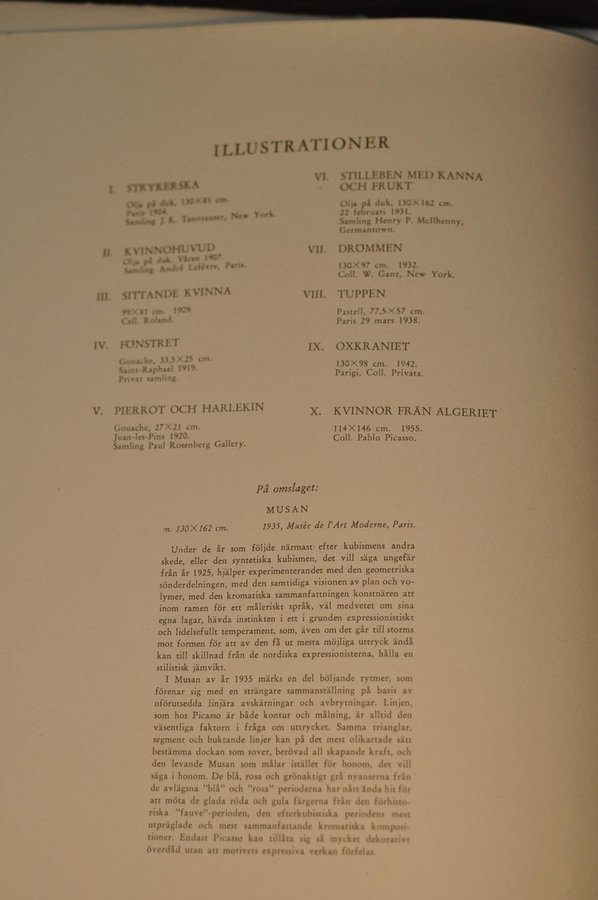 ILLUSTRATIONER
I. STRYKERSKA
Olja på duk, 130×81 cm.
Paris 1904.
Samling J. K. Tannhauser, New York.
II. KVINNOHUVUD
Olja på duk. Våren 1907.
Samling André Lefèvre, Paris.
III. SITTANDE KVINNA
99×81 cm. 1909.
Coll. Roland.
IV. FÖNSTRET
Gouache, 33,5×25 cm.
Saint-Raphael 1919.
Privat samling.
V. PIERROT OCH HARLEKIN
Gouache, 27×21 cm.
Juan-les-Pins 1920.
Samling Paul Rosenberg Gallery.
VI. STILLEBEN MED KANNA
OCH FRUKT
Olja på duk, 130×162 cm.
22 februari 1931.
Samling Henry P. McIlhenny,
Germantown.
VII. DRÖMMEN
130×97 cm. 1932.
Coll. W. Ganz, New York.
VIII. TUPPEN
Pastell, 77,5×57 cm.
Paris 29 mars 1938.
IX. OXKRANIET
130×98 cm. 1942.
Parigi, Coll. Privata.
X. KVINNOR FRÅN ALGERIET
114×146 cm. 1955.
Coll. Pablo Picasso.
På omslaget:
MUSAN
m. 130×162 cm. 1935, Musée de l'Art Moderne, Paris.
Under de år som följde närmast efter kubismens andra
skede, eller den syntetiska kubismen, det vill säga ungefär
från år 1925, hjälper experimenterandet med den geometriska
sönderdelningen, med den samtidiga visionen av plan och vo-
lymer, med den kromatiska sammanfattningen konstnären att
inom ramen för ett måleriskt språk, väl medvetet om sina
egna lagar, hävda instinkten i ett i grunden expressionistiskt
och lidelsefullt temperament, som, även om det går till storms
mot formen för att av den få ut mesta möjliga uttryck ändå
kan till skillnad från de nordiska expressionisterna, hålla en
stilistisk jämvikt.
I Musan av år 1935 märks en del böljande rytmer, som
förenar sig med en strängare sammanställning på basis av
oförutsedda linjära avskärningar och avbrytningar. Linjen,
som hos Picasso är både kontur och målning, är alltid den
väsentliga faktorn i fråga om uttrycket. Samma trianglar,
segment och buktande linjer kan på det mest olikartade sätt
bestämma dockan som sover, berövad all skapande kraft, och
den levande Musan som målar istället för honom, det vill
säga i honom. De blå, rosa och grönaktigt grå nyanserna från
de avlägsna "blå" och "rosa" perioderna har nått ända hit för
att möta de glada röda och gula färgerna från den förhisto-
riska "fauve"-perioden, den efterkubistiska periodens mest
utpräglade och mest sammanfattande kromatiska komposi-
tioner. Endast Picasso kan tillåta sig så mycket dekorativt
överdåd utan att motivets expressiva verkan förfelas.